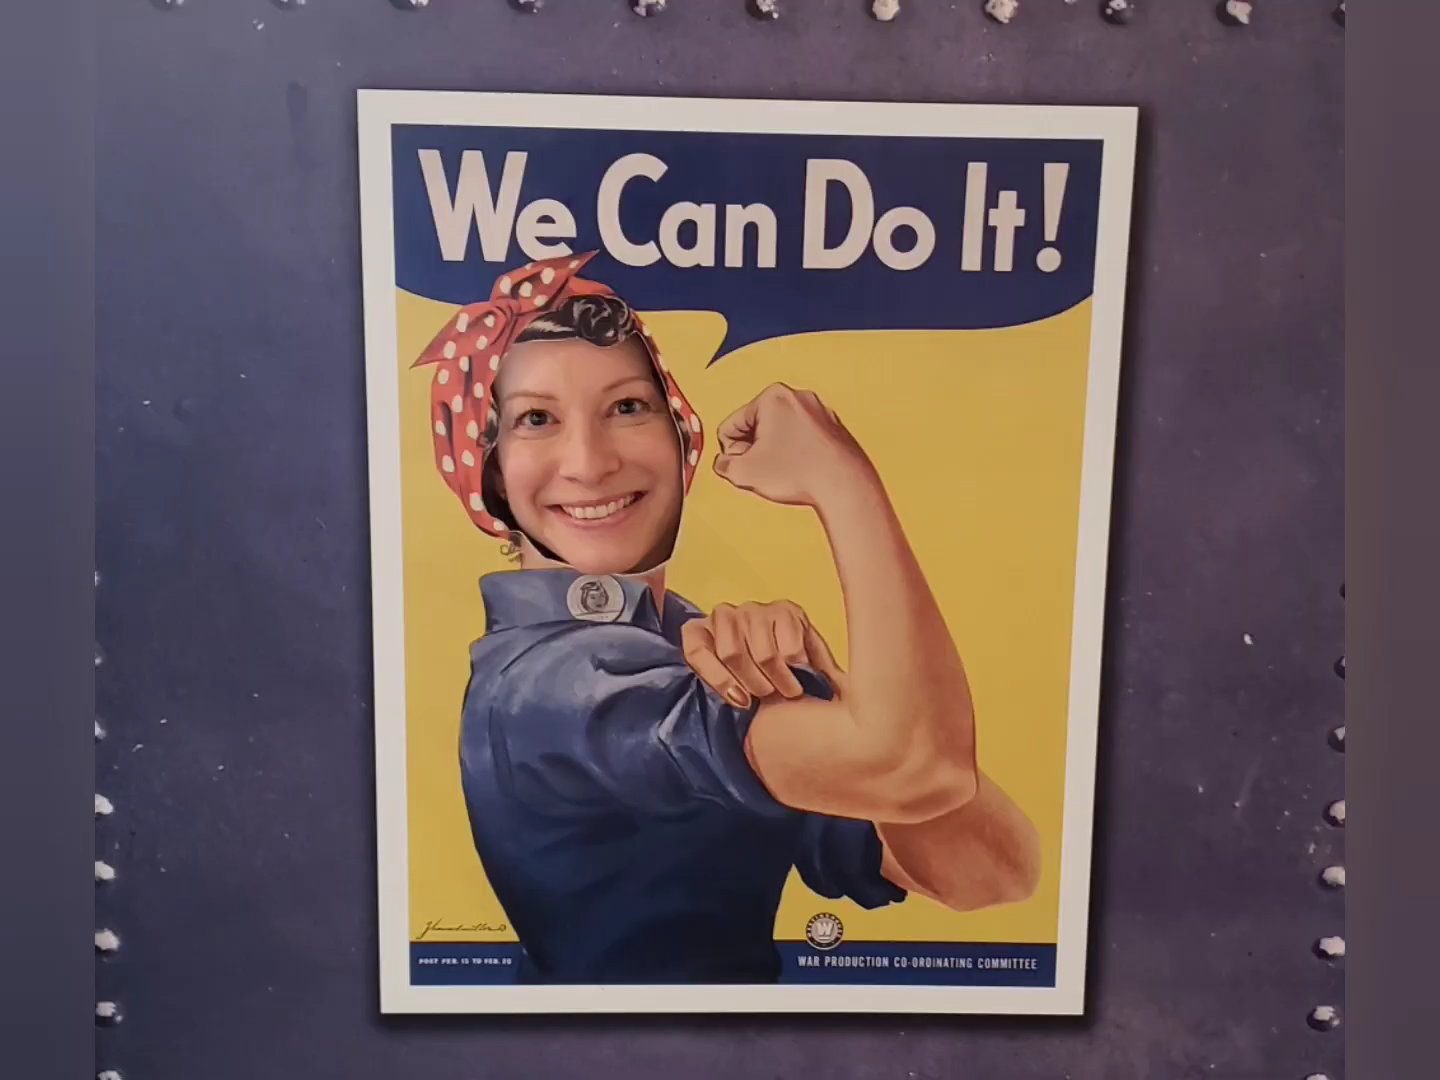 We Can Do It!
POST FEB. 15 TO FEB. 28
WAR PRODUCTION CO-ORDINATING COMMITTEE